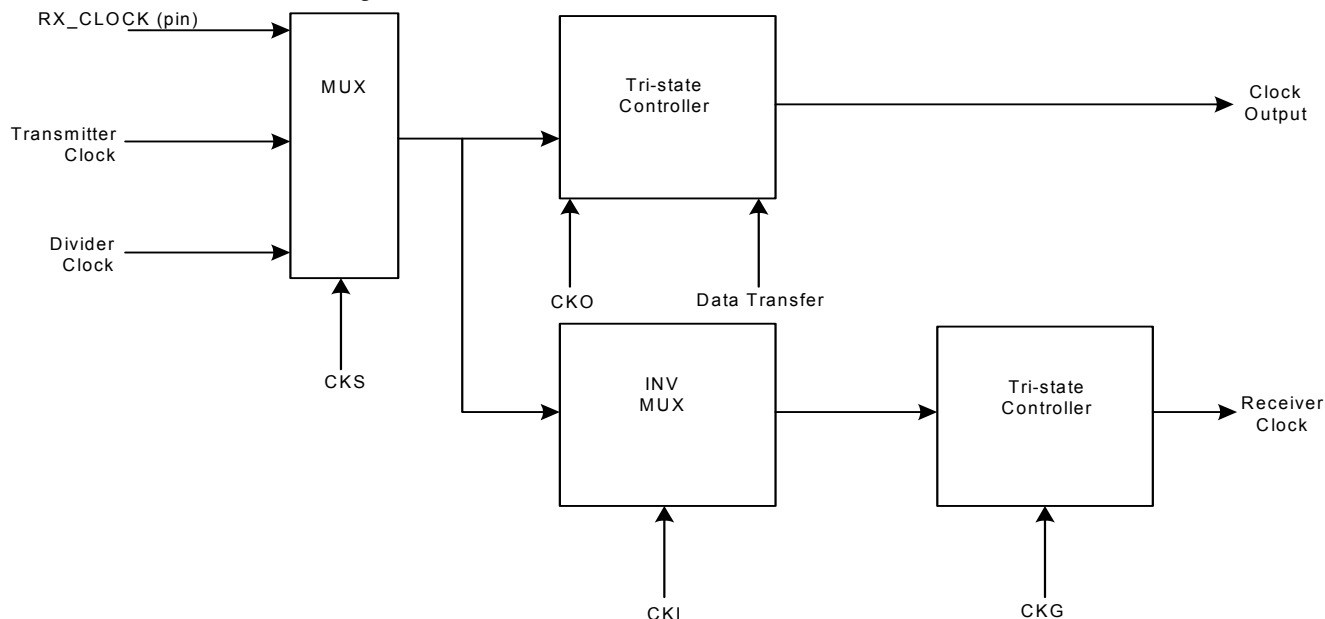 RX_CLOCK (pin)
MUX
Tri-state
Controller
Clock
Output
Transmitter
Clock
Divider
Clock
CKO
Data Transfer
CKS
INV
MUX
Tri-state
Controller
Receiver
Clock
CKI
CKG